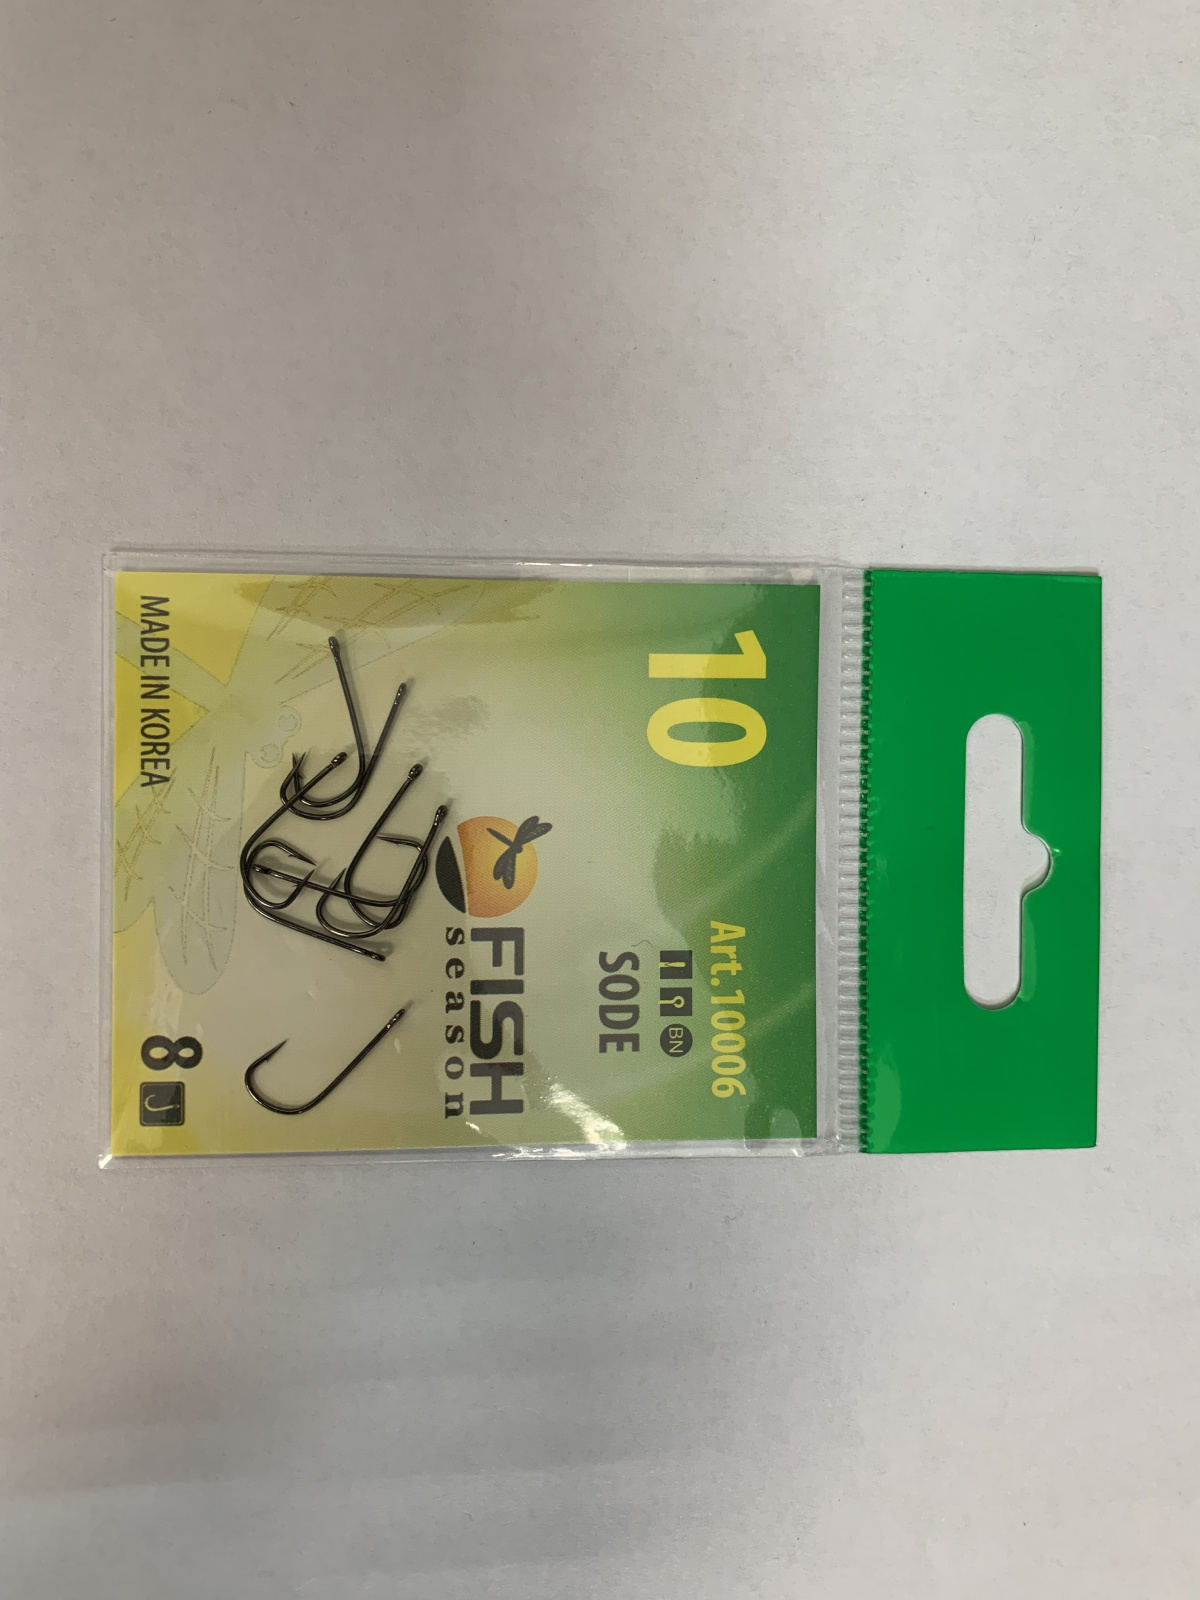 10
Art.10006
BN
SODE
FISH
season
MADE IN KOREA
8